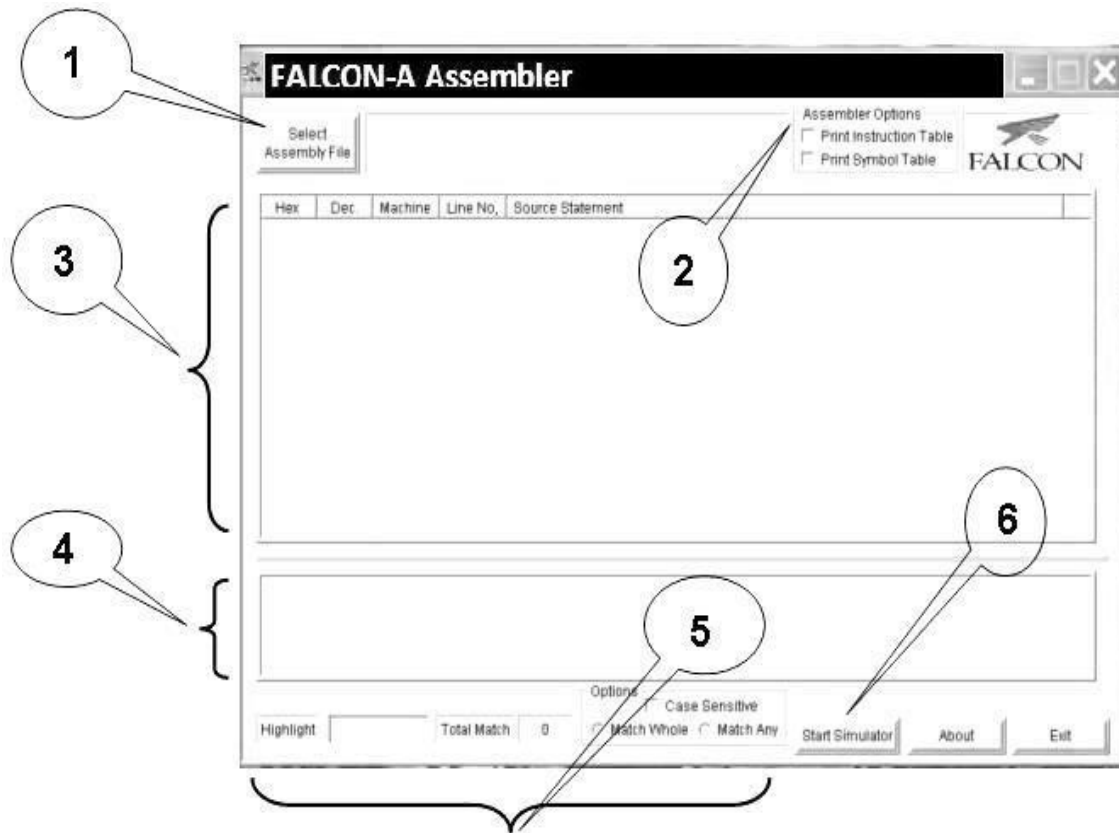 1
FALCON-A Assembler
Select
Assembly File
Assembler Options
Print Instruction Table
Print Symbol Table
FALCON
Hex Dec Machine Line No, Source Statement
2
3
6
4
5
Options
Case Sensitive
Highlight
Total Match 0
Match Whole Match Any
Start Simulator
About
Exit